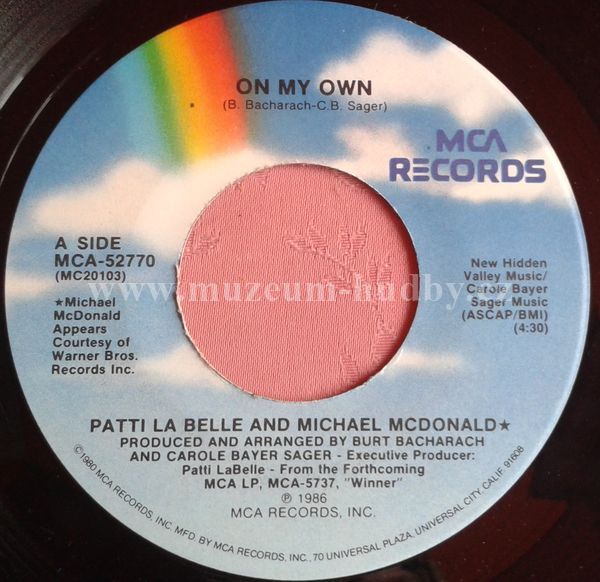 ON MY OWN
(B. Bacharach-C.B. Sager)
MCA
RECORDS
A SIDE
MCA-52770
(MC20103)
★Michael
McDonald
Appears
Courtesy of
Warner Bros.
Records Inc.
New Hidden
Valley Music/
Carole Bayer
Sager Music
(ASCAP/BMI)
(4:30)
www.muzeum-hudby.
PATTI LA BELLE AND MICHAEL MCDONALD★
PRODUCED AND ARRANGED BY BURT BACHARACH
AND CAROLE BAYER SAGER - Executive Producer:
Patti LaBelle - From the Forthcoming
MCA LP, MCA-5737, "Winner"
℗ 1986
MCA RECORDS, INC.
©1980 MCA RECORDS, INC. MFD. BY MCA RECORDS, INC., 70 UNIVERSAL PLAZA, UNIVERSAL CITY, CALIF. 91608